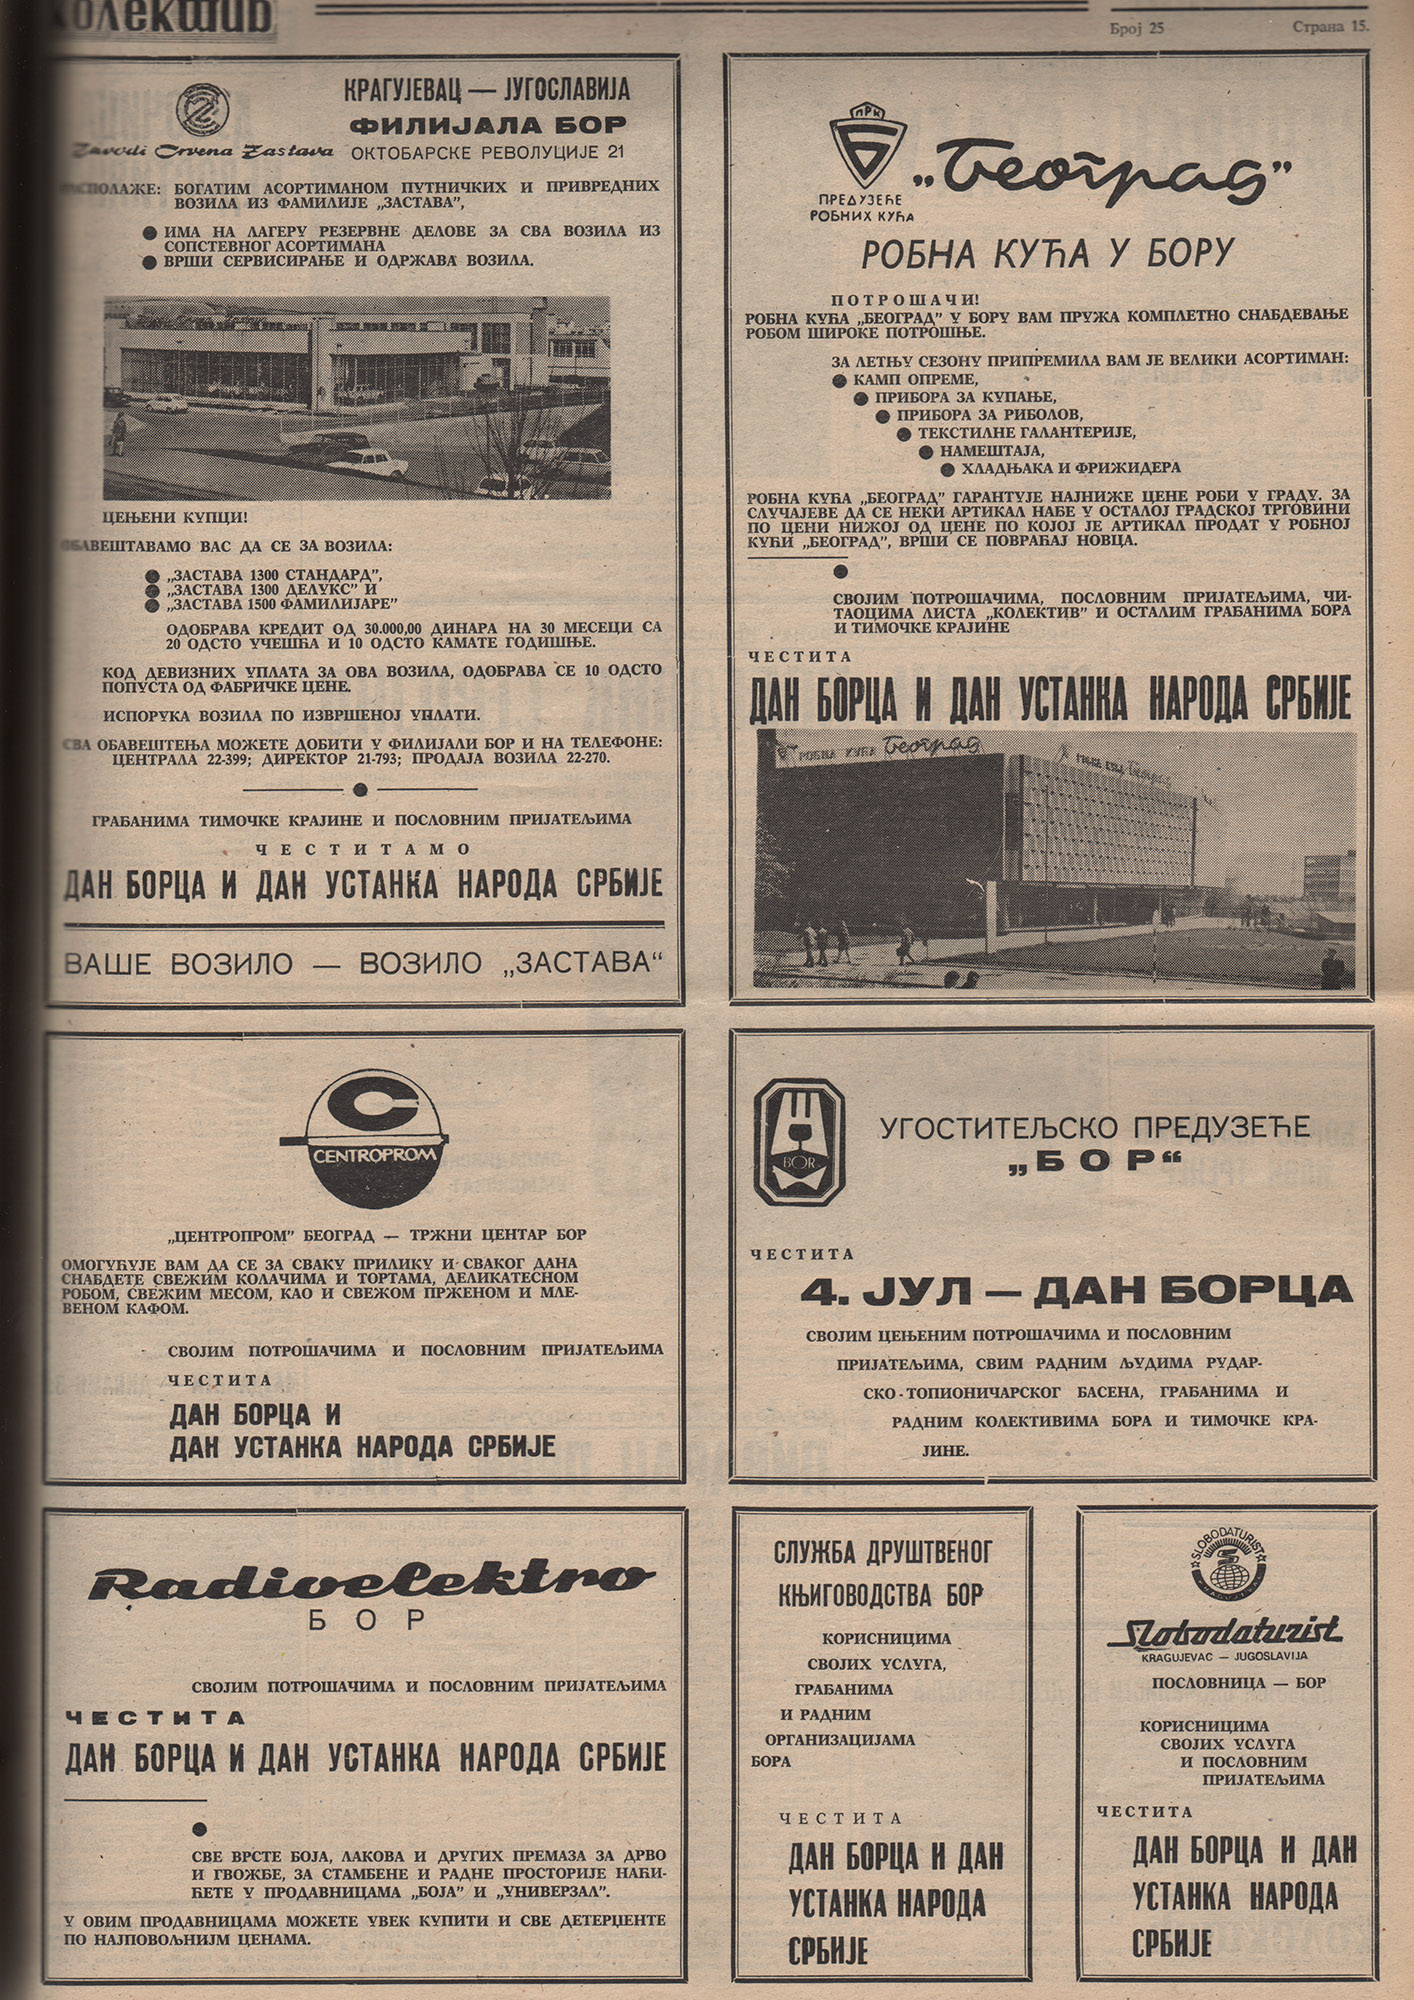 Колектив
Број 25
Страна 15.
Zavodi Crvena Zastava
КРАГУЈЕВАЦ — ЈУГОСЛАВИЈА
ФИЛИЈАЛА БОР
ОКТОБАРСКЕ РЕВОЛУЦИЈЕ 21
РАСПОЛАЖЕ: БОГАТИМ АСОРТИМАНОМ ПУТНИЧКИХ И ПРИВРЕДНИХ
ВОЗИЛА ИЗ ФАМИЛИЈЕ „ЗАСТАВА”,
● ИМА НА ЛАГЕРУ РЕЗЕРВНЕ ДЕЛОВЕ ЗА СВА ВОЗИЛА ИЗ
СОПСТЕВНОГ АСОРТИМАНА
● ВРШИ СЕРВИСИРАЊЕ И ОДРЖАВА ВОЗИЛА.
ЦЕЊЕНИ КУПЦИ!
ОБАВЕШТАВАМО ВАС ДА СЕ ЗА ВОЗИЛА:
● „ЗАСТАВА 1300 СТАНДАРД”,
● „ЗАСТАВА 1300 ДЕЛУКС” И
● „ЗАСТАВА 1500 ФАМИЛИЈАРЕ”
ОДОБРАВА КРЕДИТ ОД 30.000,00 ДИНАРА НА 30 МЕСЕЦИ СА
20 ОДСТО УЧЕШЋА И 10 ОДСТО КАМАТЕ ГОДИШЊЕ.
КОД ДЕВИЗНИХ УПЛАТА ЗА ОВА ВОЗИЛА, ОДОБРАВА СЕ 10 ОДСТО
ПОПУСТА ОД ФАБРИЧКЕ ЦЕНЕ.
ИСПОРУКА ВОЗИЛА ПО ИЗВРШЕНОЈ УПЛАТИ.
СВА ОБАВЕШТЕЊА МОЖЕТЕ ДОБИТИ У ФИЛИЈАЛИ БОР И НА ТЕЛЕФОНЕ:
ЦЕНТРАЛА 22-399; ДИРЕКТОР 21-793; ПРОДАЈА ВОЗИЛА 22-270.
ГРАЂАНИМА ТИМОЧКЕ КРАЈИНЕ И ПОСЛОВНИМ ПРИЈАТЕЉИМА
ЧЕСТИТАМО
ДАН БОРЦА И ДАН УСТАНКА НАРОДА СРБИЈЕ
ВАШЕ ВОЗИЛО — ВОЗИЛО „ЗАСТАВА“
ПРК
Б
ПРЕДУЗЕЋЕ
РОБНИХ КУЋА
„Београд”
РОБНА КУЋА У БОРУ
ПОТРОШАЧИ!
РОБНА КУЋА „БЕОГРАД” У БОРУ ВАМ ПРУЖА КОМПЛЕТНО СНАБДЕВАЊЕ
РОБОМ ШИРОКЕ ПОТРОШЊЕ.
ЗА ЛЕТЊУ СЕЗОНУ ПРИПРЕМИЛА ВАМ ЈЕ ВЕЛИКИ АСОРТИМАН:
● КАМП ОПРЕМЕ,
● ПРИБОРА ЗА КУПАЊЕ,
● ПРИБОРА ЗА РИБОЛОВ,
● ТЕКСТИЛНЕ ГАЛАНТЕРИЈЕ,
● НАМЕШТАЈА,
● ХЛАДЊАКА И ФРИЖИДЕРА
РОБНА КУЋА „БЕОГРАД” ГАРАНТУЈЕ НАЈНИЖЕ ЦЕНЕ РОБИ У ГРАДУ. ЗА
СЛУЧАЈЕВЕ ДА СЕ НЕКИ АРТИКАЛ НАЂЕ У ОСТАЛОЈ ГРАДСКОЈ ТРГОВИНИ
ПО ЦЕНИ НИЖОЈ ОД ЦЕНЕ ПО КОЈОЈ ЈЕ АРТИКАЛ ПРОДАТ У РОБНОЈ
КУЋИ „БЕОГРАД”, ВРШИ СЕ ПОВРАЋАЈ НОВЦА.
СВОЈИМ ПОТРОШАЧИМА, ПОСЛОВНИМ ПРИЈАТЕЉИМА, ЧИ-
ТАОЦИМА ЛИСТА „КОЛЕКТИВ” И ОСТАЛИМ ГРАЂАНИМА БОРА
И ТИМОЧКЕ КРАЈИНЕ
ЧЕСТИТА
ДАН БОРЦА И ДАН УСТАНКА НАРОДА СРБИЈЕ
РОБНА КУЋА Београд
РОБНА КУЋА Београд
C
CENTROPROM
„ЦЕНТРОПРОМ” БЕОГРАД — ТРЖНИ ЦЕНТАР БОР
ОМОГУЋУЈЕ ВАМ ДА СЕ ЗА СВАКУ ПРИЛИКУ И СВАКОГ ДАНА
СНАБДЕТЕ СВЕЖИМ КОЛАЧИМА И ТОРТАМА, ДЕЛИКАТЕСНОМ
РОБОМ, СВЕЖИМ МЕСОМ, КАО И СВЕЖОМ ПРЖЕНОМ И МЛЕ-
ВЕНОМ КАФОМ.
СВОЈИМ ПОТРОШАЧИМА И ПОСЛОВНИМ ПРИЈАТЕЉИМА
ЧЕСТИТА
ДАН БОРЦА И
ДАН УСТАНКА НАРОДА СРБИЈЕ
BOR
УГОСТИТЕЉСКО ПРЕДУЗЕЋЕ
„БОР“
ЧЕСТИТА
4. ЈУЛ — ДАН БОРЦА
СВОЈИМ ЦЕЊЕНИМ ПОТРОШАЧИМА И ПОСЛОВНИМ
ПРИЈАТЕЉИМА, СВИМ РАДНИМ ЉУДИМА РУДАР-
СКО-ТОПИОНИЧАРСКОГ БАСЕНА, ГРАЂАНИМА И
РАДНИМ КОЛЕКТИВИМА БОРА И ТИМОЧКЕ КРА-
ЈИНЕ.
Radioelektro
БОР
СВОЈИМ ПОТРОШАЧИМА И ПОСЛОВНИМ ПРИЈАТЕЉИМА
ЧЕСТИТА
ДАН БОРЦА И ДАН УСТАНКА НАРОДА СРБИЈЕ
СВЕ ВРСТЕ БОЈА, ЛАКОВА И ДРУГИХ ПРЕМАЗА ЗА ДРВО
И ГВОЖЂЕ, ЗА СТАМБЕНЕ И РАДНЕ ПРОСТОРИЈЕ НАЋИ-
ЋЕТЕ У ПРОДАВНИЦАМА „БОЈА” И „УНИВЕРЗАЛ”.
У ОВИМ ПРОДАВНИЦАМА МОЖЕТЕ УВЕК КУПИТИ И СВЕ ДЕТЕРЏЕНТЕ
ПО НАЈПОВОЉНИЈМ ЦЕНАМА.
СЛУЖБА ДРУШТВЕНОГ
КЊИГОВОДСТВА БОР
КОРИСНИЦИМА
СВОЈИХ УСЛУГА,
ГРАЂАНИМА
И РАДНИМ
ОРГАНИЗАЦИЈАМА
БОРА
ЧЕСТИТА
ДАН БОРЦА И ДАН
УСТАНКА НАРОДА
СРБИЈЕ
SLOBODATURIST
KRAGUJEVAC
Slobodaturist
KRAGUJEVAC — JUGOSLAVIJA
ПОСЛОВНИЦА — БОР
КОРИСНИЦИМА
СВОЈИХ УСЛУГА
И ПОСЛОВНИМ
ПРИЈАТЕЉИМА
ЧЕСТИТА
ДАН БОРЦА И ДАН
УСТАНКА НАРОДА
СРБИЈЕ